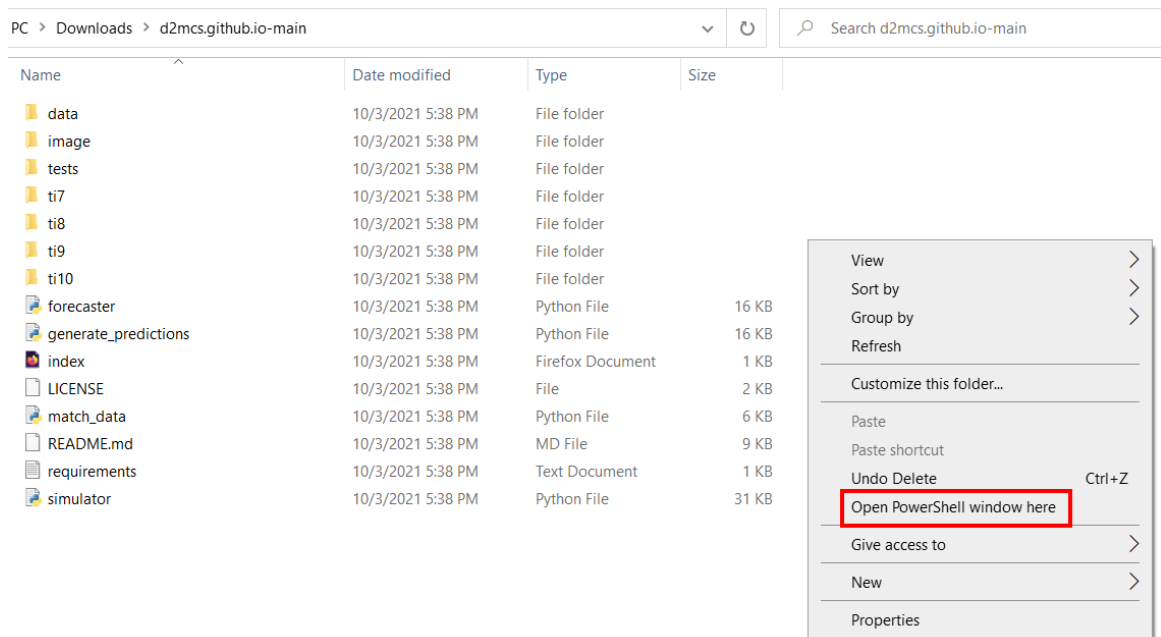 PC > Downloads > d2mcs.github.io-main Search d2mcs.github.io-main
Name Date modified Type Size
data 10/3/2021 5:38 PM File folder
image 10/3/2021 5:38 PM File folder
tests 10/3/2021 5:38 PM File folder
ti7 10/3/2021 5:38 PM File folder
ti8 10/3/2021 5:38 PM File folder
ti9 10/3/2021 5:38 PM File folder
ti10 10/3/2021 5:38 PM File folder
forecaster 10/3/2021 5:38 PM Python File 16 KB
generate_predictions 10/3/2021 5:38 PM Python File 16 KB
index 10/3/2021 5:38 PM Firefox Document 1 KB
LICENSE 10/3/2021 5:38 PM File 2 KB
match_data 10/3/2021 5:38 PM Python File 6 KB
README.md 10/3/2021 5:38 PM MD File 9 KB
requirements 10/3/2021 5:38 PM Text Document 1 KB
simulator 10/3/2021 5:38 PM Python File 31 KB
View
Sort by
Group by
Refresh
Customize this folder...
Paste
Paste shortcut
Undo Delete Ctrl+Z
Open PowerShell window here
Give access to
New
Properties